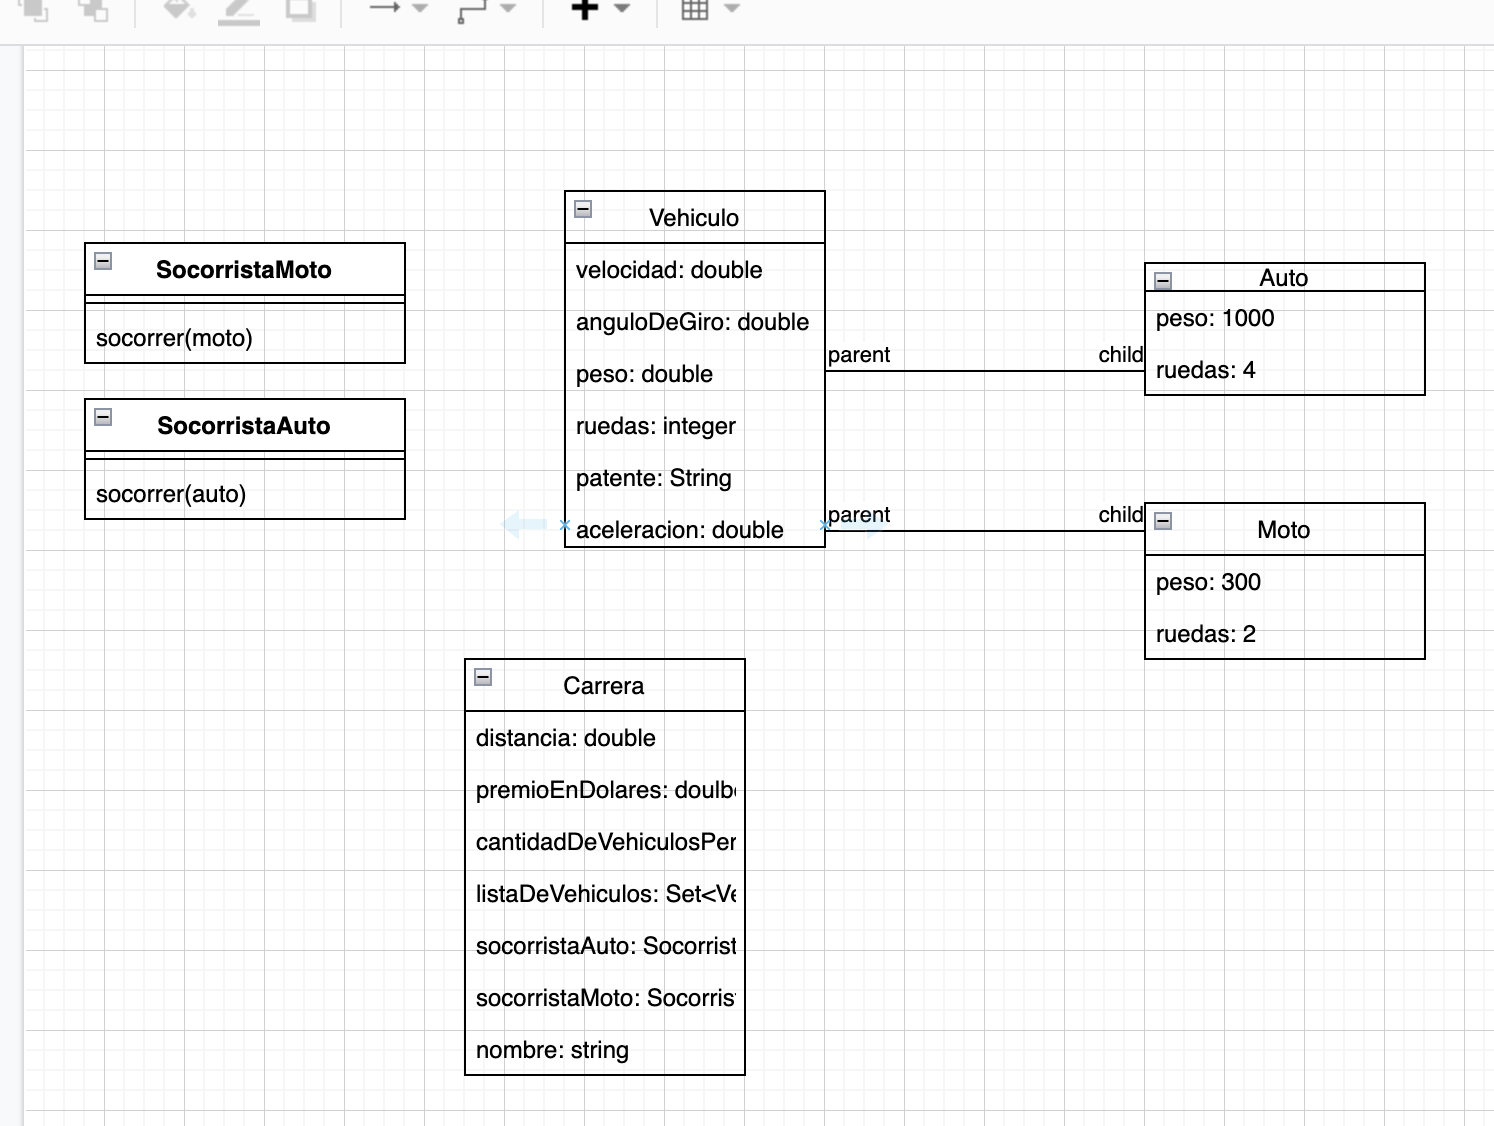 SocorristaMoto
socorrer(moto)
SocorristaAuto
socorrer(auto)
Vehiculo
velocidad: double
anguloDeGiro: double
peso: double
ruedas: integer
patente: String
aceleracion: double
parent
child
parent
child
Auto
peso: 1000
ruedas: 4
Moto
peso: 300
ruedas: 2
Carrera
distancia: double
premioEnDolares:
cantidadDeVehiculosPer
listaDeVehiculos: Set<Ve
socorristaAuto: Socorrist
socorristaMoto: Socorris
nombre: string